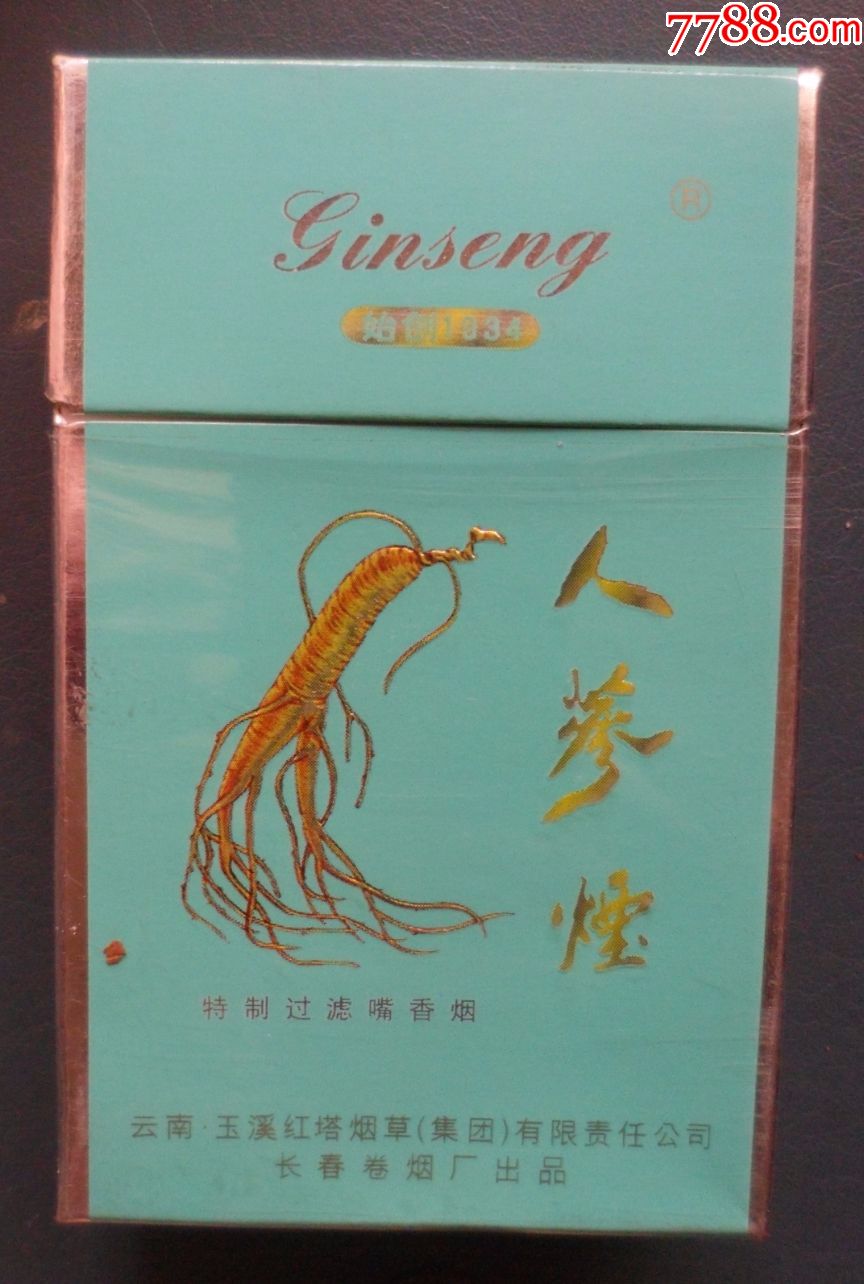 7788.com
Ginseng
®
始创1934
人
蓡
煙
特制过滤嘴香烟
云南·玉溪红塔烟草(集团)有限责任公司
长春卷烟厂出品